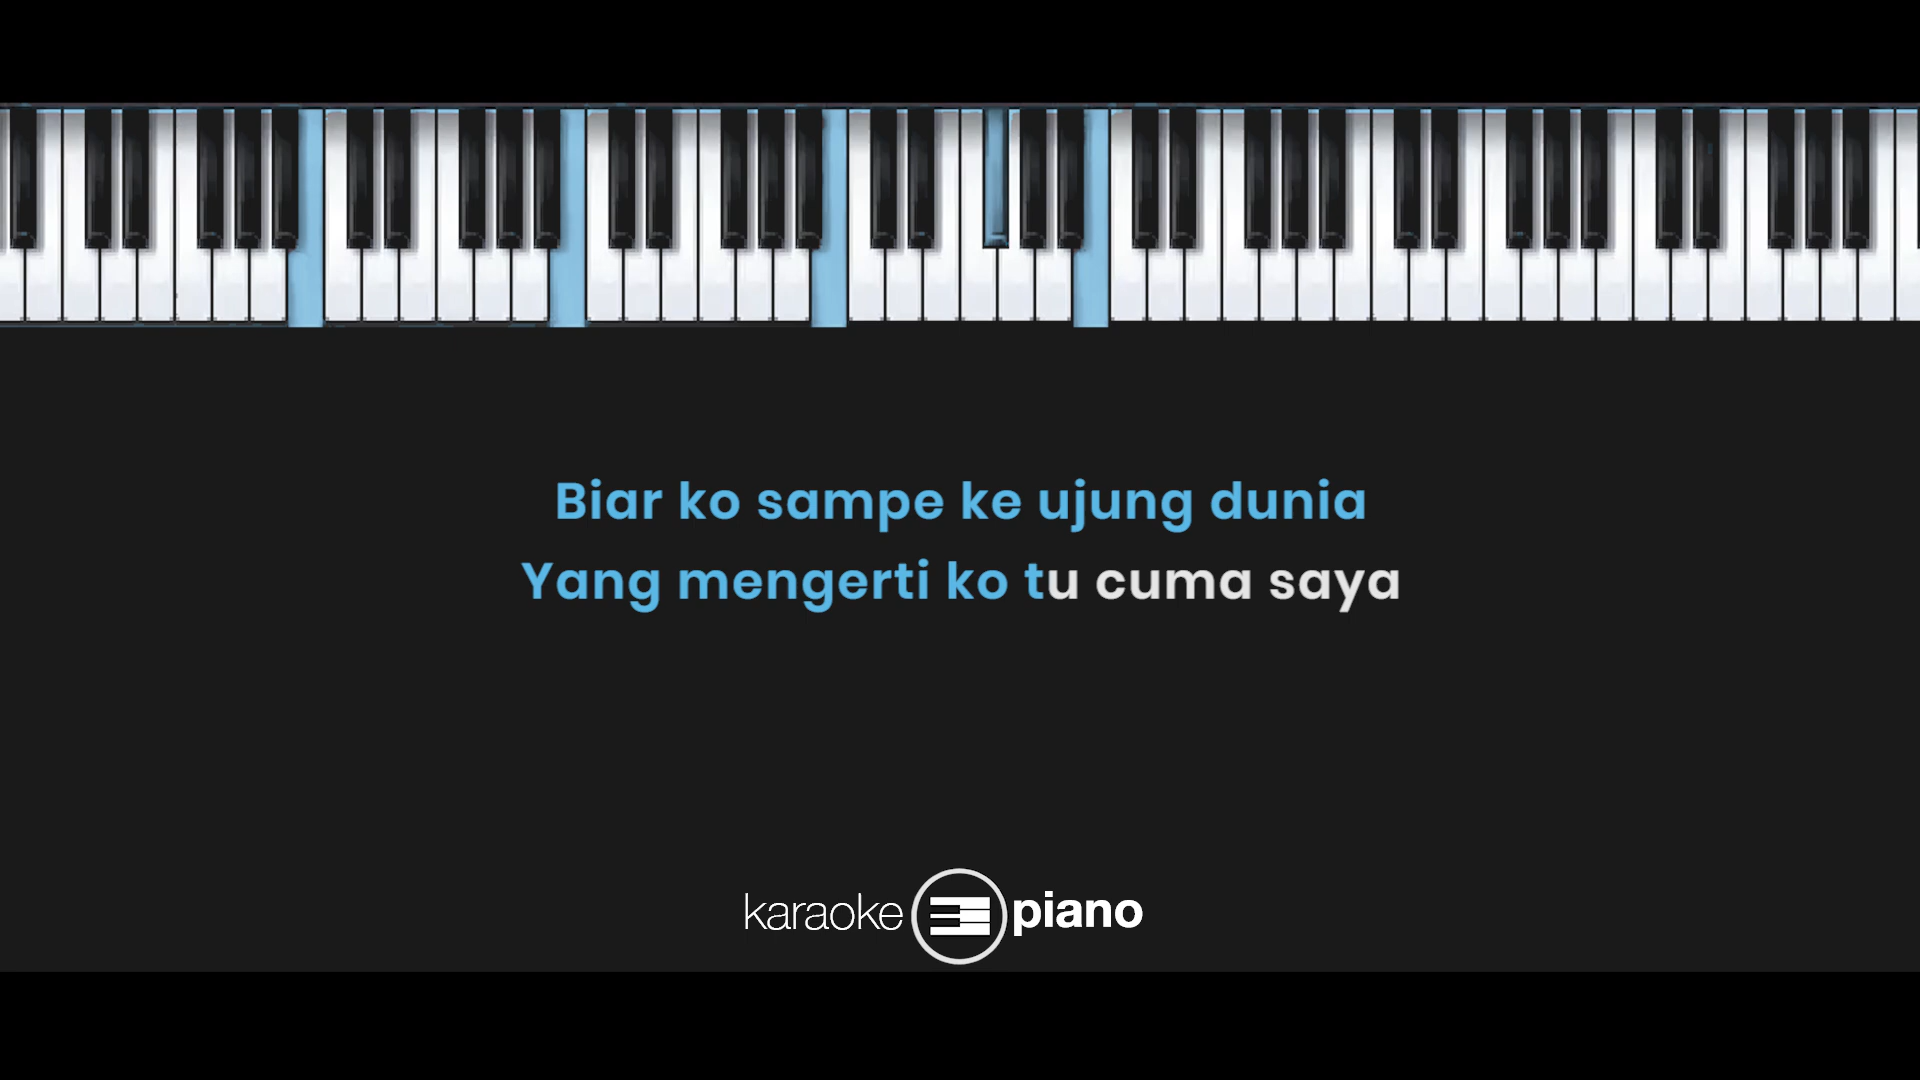 Biar ko sampe ke ujung dunia
Yang mengerti ko tu cuma saya
karaoke piano